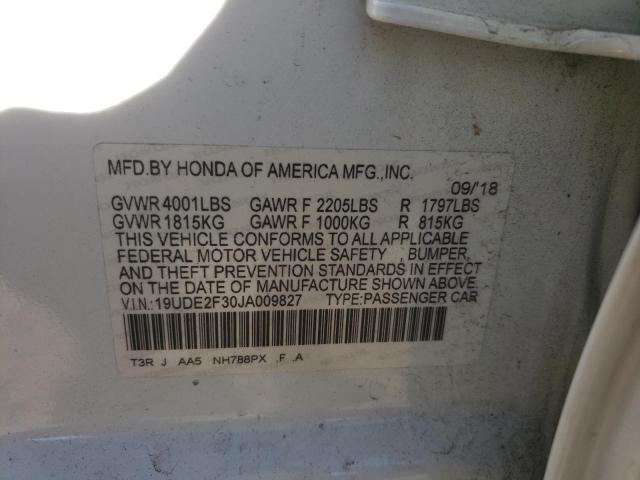 MFD.BY HONDA OF AMERICA MFG.,INC.
09/'18
GVWR 4001LBS GAWR F 2205LBS R 1797LBS
GVWR 1815KG GAWR F 1000KG R 815KG
THIS VEHICLE CONFORMS TO ALL APPLICABLE
FEDERAL MOTOR VEHICLE SAFETY , BUMPER,
AND THEFT PREVENTION STANDARDS IN EFFECT
ON THE DATE OF MANUFACTURE SHOWN ABOVE.
V.I.N.: 19UDE2F30JA009827 TYPE:PASSENGER CAR
T3R J AA5 NH788PX .F .A